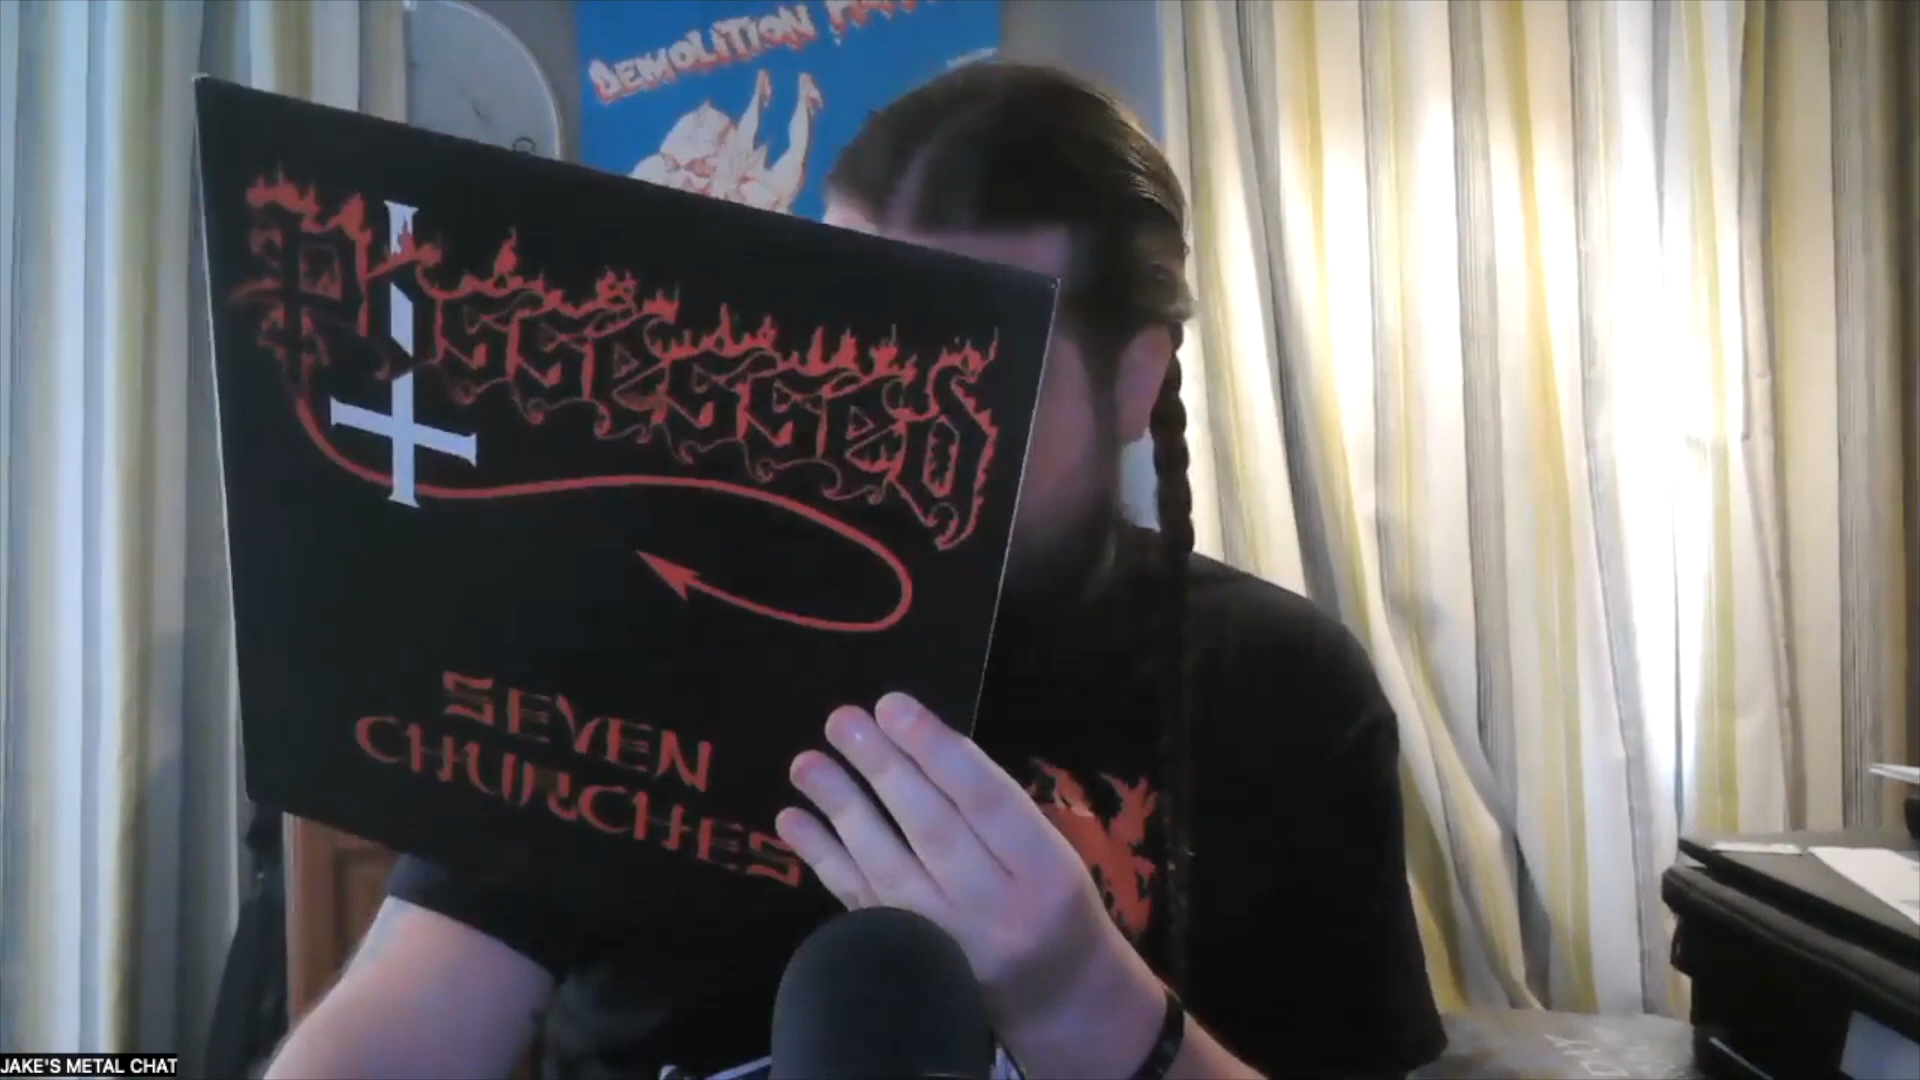 DEMOLITION
Possessed
SEVEN
CHURCHES
JAKE'S METAL CHAT